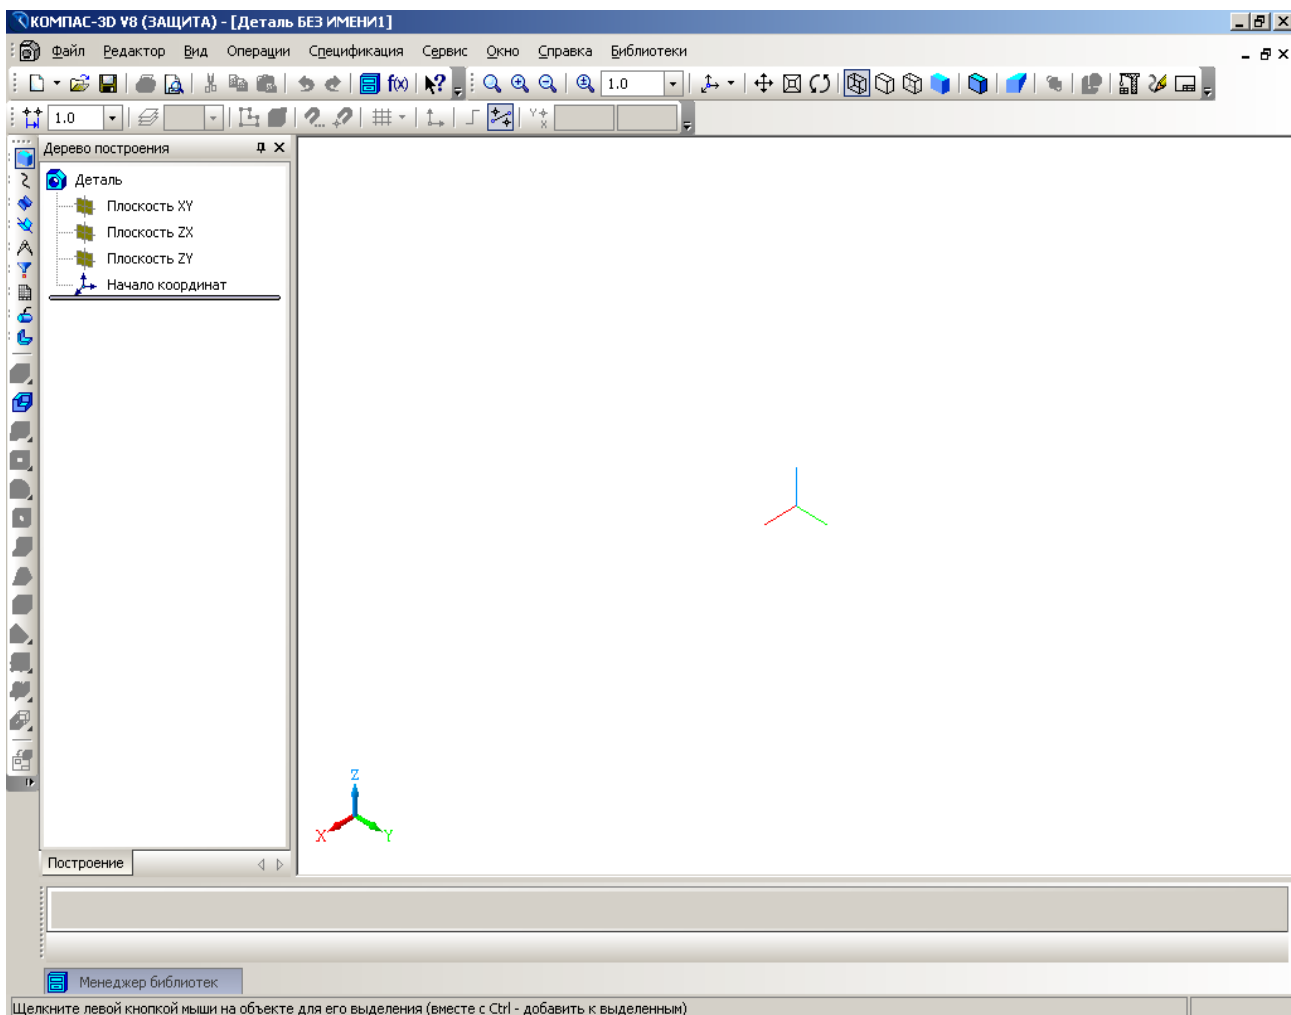 КОМПАС-3D V8 (ЗАЩИТА) - [Деталь БЕЗ ИМЕНИ1]
Файл Редактор Вид Операции Спецификация Сервис Окно Справка Библиотеки
f(x) ? 1.0
1.0
Дерево построения
Деталь
Плоскость XY
Плоскость ZX
Плоскость ZY
Начало координат
Z
X Y
Построение
Менеджер библиотек
Щелкните левой кнопкой мыши на объекте для его выделения (вместе с Ctrl - добавить к выделенным)